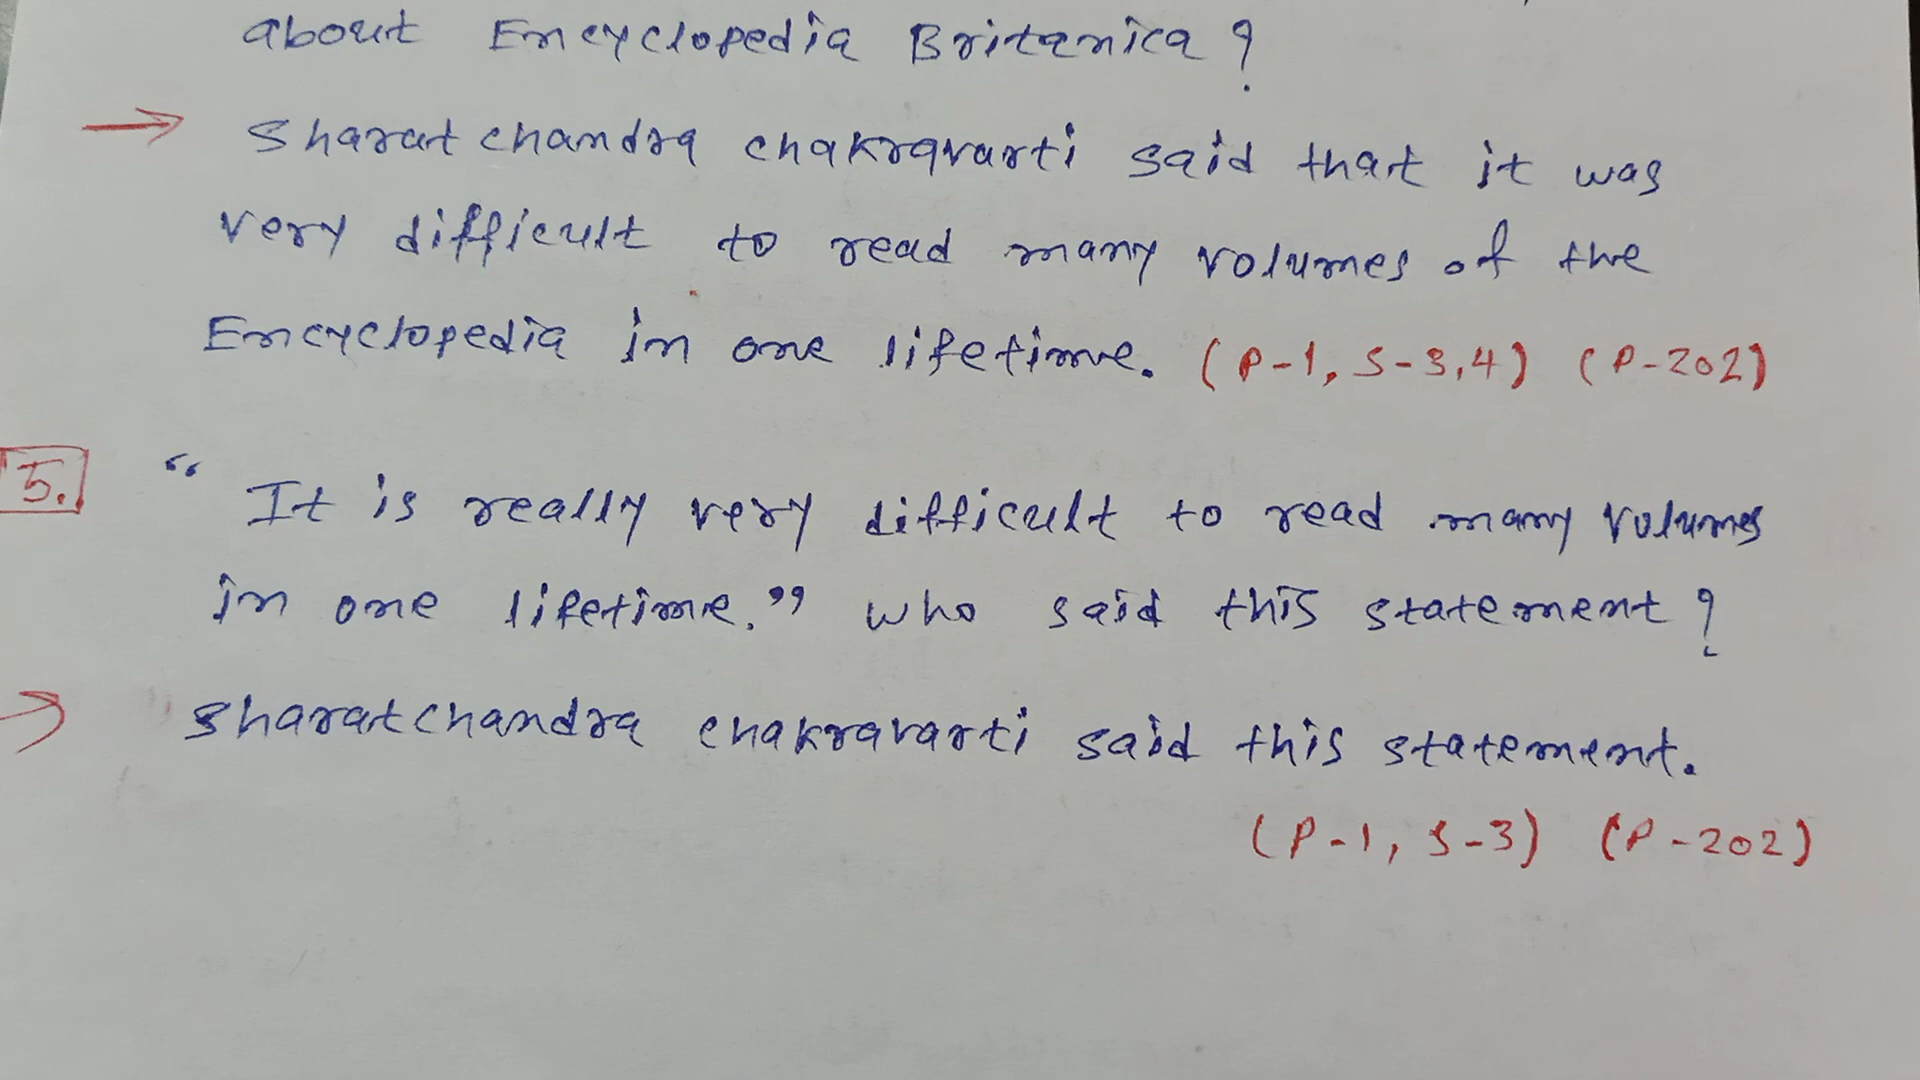 about Encyclopedia Britanica?
→ Sharatchandra Chakravarti said that it was
very difficult to read many volumes of the
Encyclopedia in one lifetime. (P-1, S-3,4) (P-202)
5. “It is really very difficult to read many volumes
in one lifetime.” who said this statement?
→ Sharatchandra Chakravarti said this statement.
(P-1, S-3) (P-202)